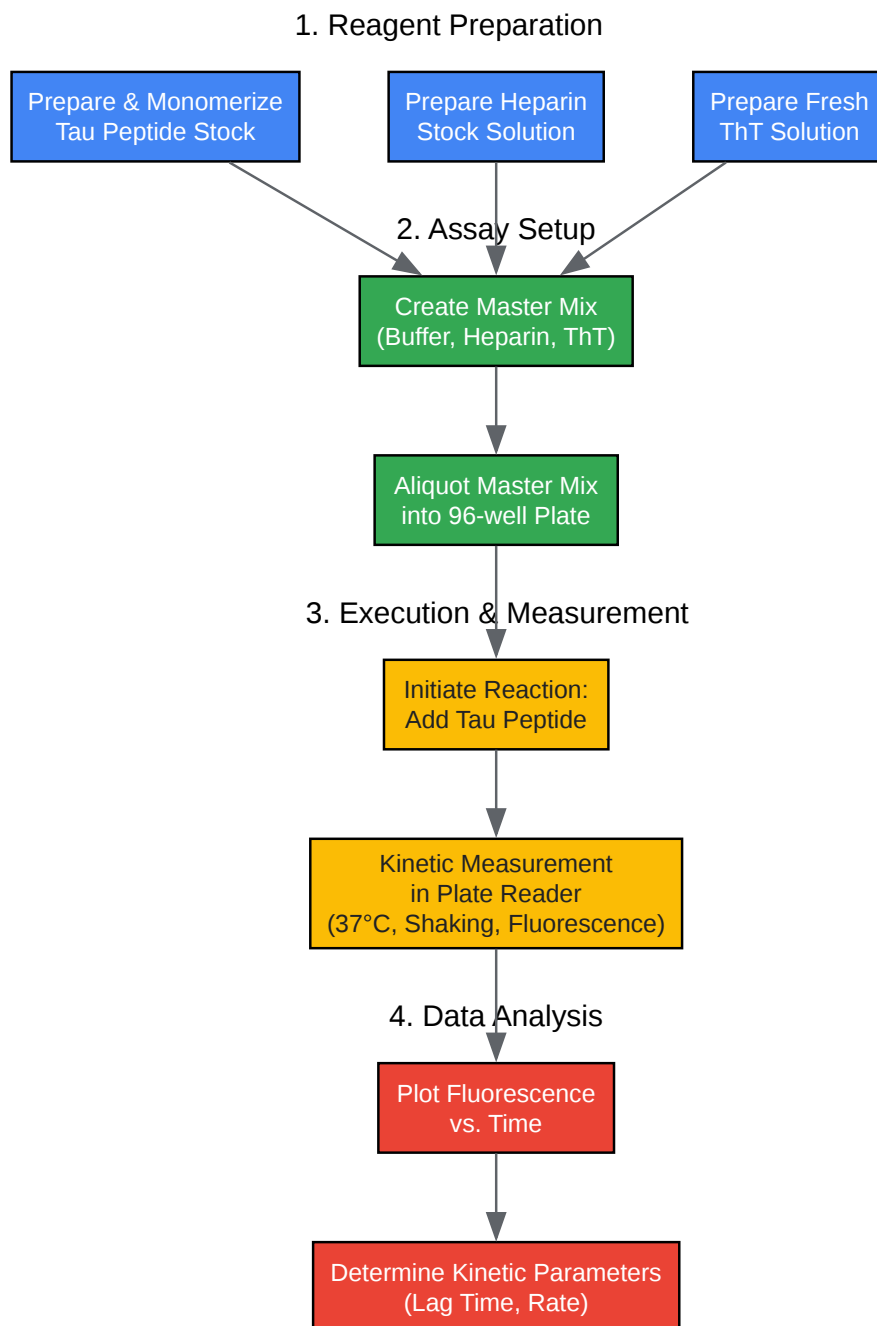 1. Reagent Preparation
Prepare & Monomerize
Tau Peptide Stock
Prepare Heparin
Stock Solution
Prepare Fresh
ThT Solution
2. Assay Setup
Create Master Mix
(Buffer, Heparin, ThT)
Aliquot Master Mix
into 96-well Plate
3. Execution & Measurement
Initiate Reaction:
Add Tau Peptide
Kinetic Measurement
in Plate Reader
(37°C, Shaking, Fluorescence)
4. Data Analysis
Plot Fluorescence
vs. Time
Determine Kinetic Parameters
(Lag Time, Rate)